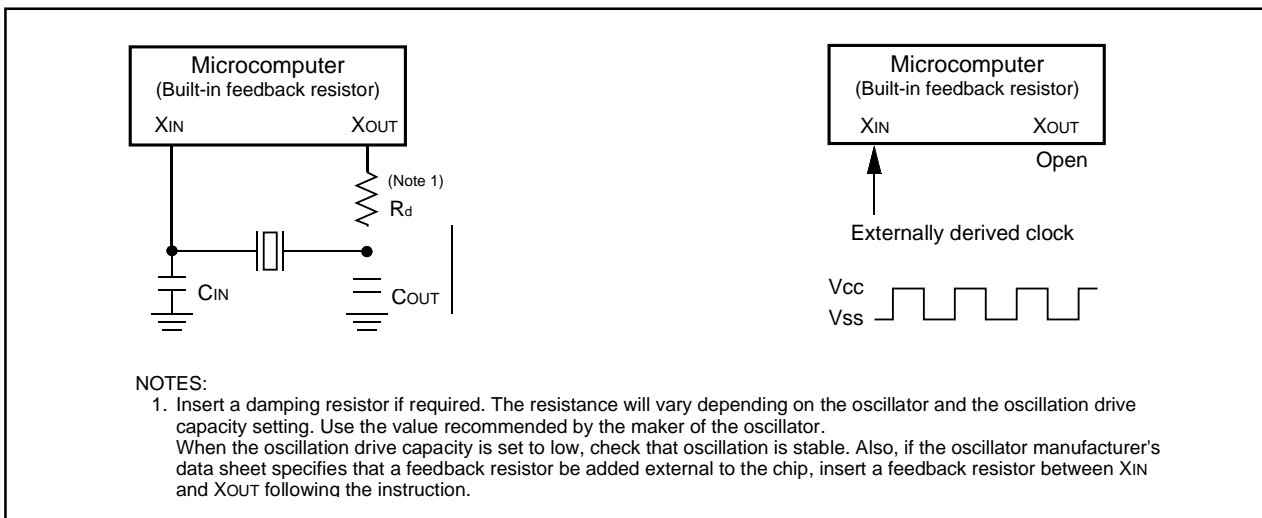 Microcomputer
(Built-in feedback resistor)
XIN XOUT
(Note 1)
Rd
CIN
COUT
Microcomputer
(Built-in feedback resistor)
XIN XOUT
Open
Externally derived clock
Vcc
Vss
NOTES:
1. Insert a damping resistor if required. The resistance will vary depending on the oscillator and the oscillation drive
capacity setting. Use the value recommended by the maker of the oscillator.
When the oscillation drive capacity is set to low, check that oscillation is stable. Also, if the oscillator manufacturer's
data sheet specifies that a feedback resistor be added external to the chip, insert a feedback resistor between XIN
and XOUT following the instruction.